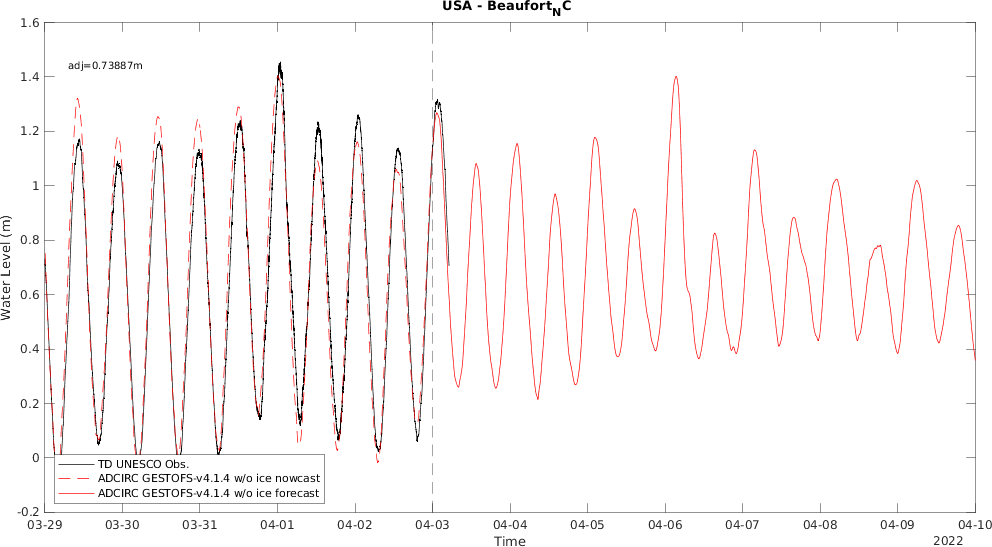 USA - Beaufort_NC
1.6
1.4
1.2
1
0.8
0.6
0.4
0.2
0
-0.2
Water Level (m)
adj=0.73887m
TD UNESCO Obs.
ADCIRC GESTOFS-v4.1.4 w/o ice nowcast
ADCIRC GESTOFS-v4.1.4 w/o ice forecast
03-29 03-30 03-31 04-01 04-02 04-03 04-04 04-05 04-06 04-07 04-08 04-09 04-10
Time
2022